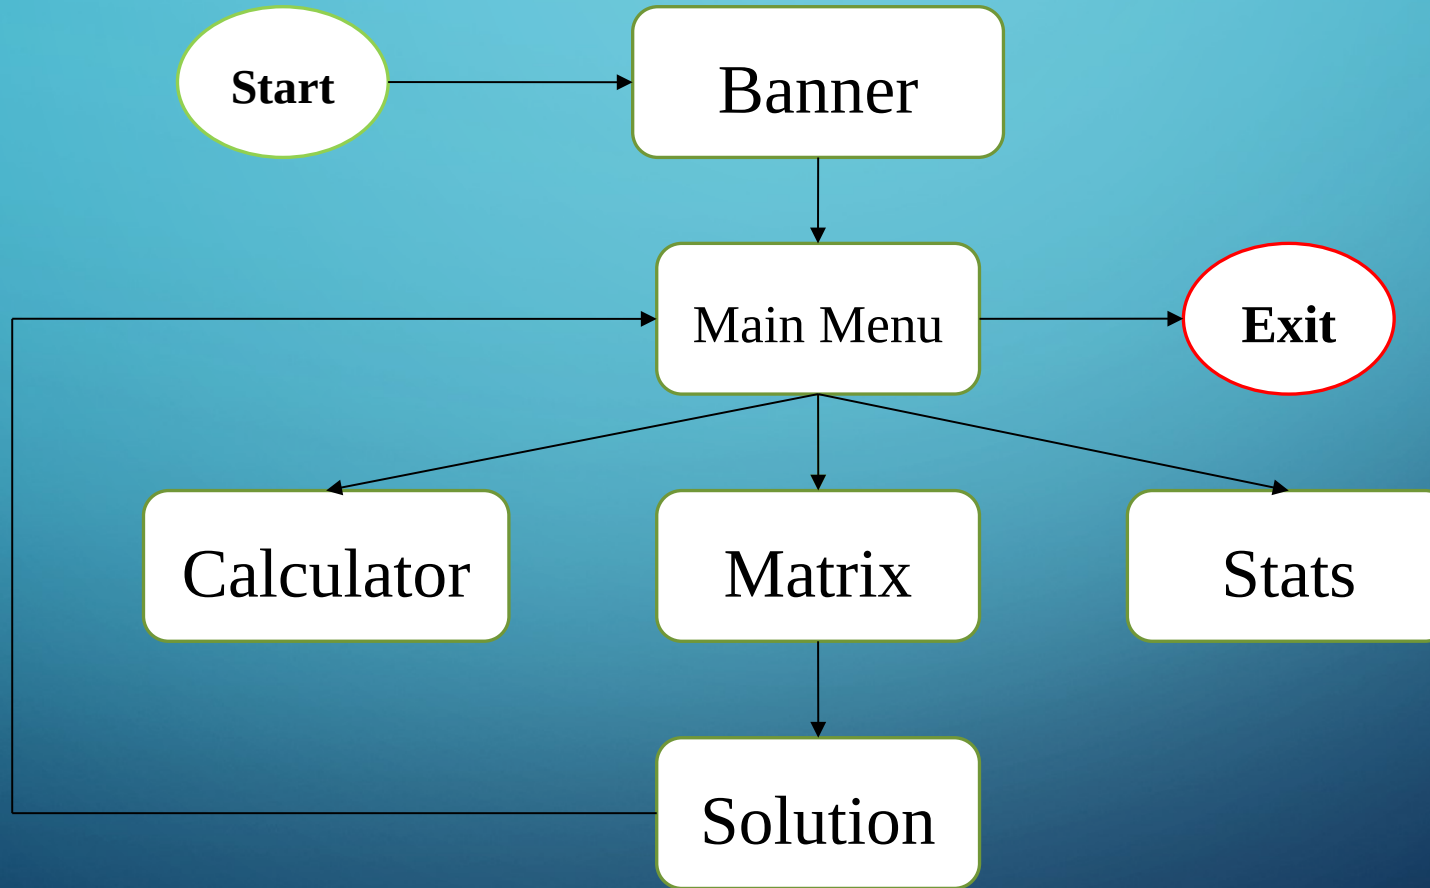 Start
Banner
Main Menu
Exit
Calculator
Matrix
Stats
Solution